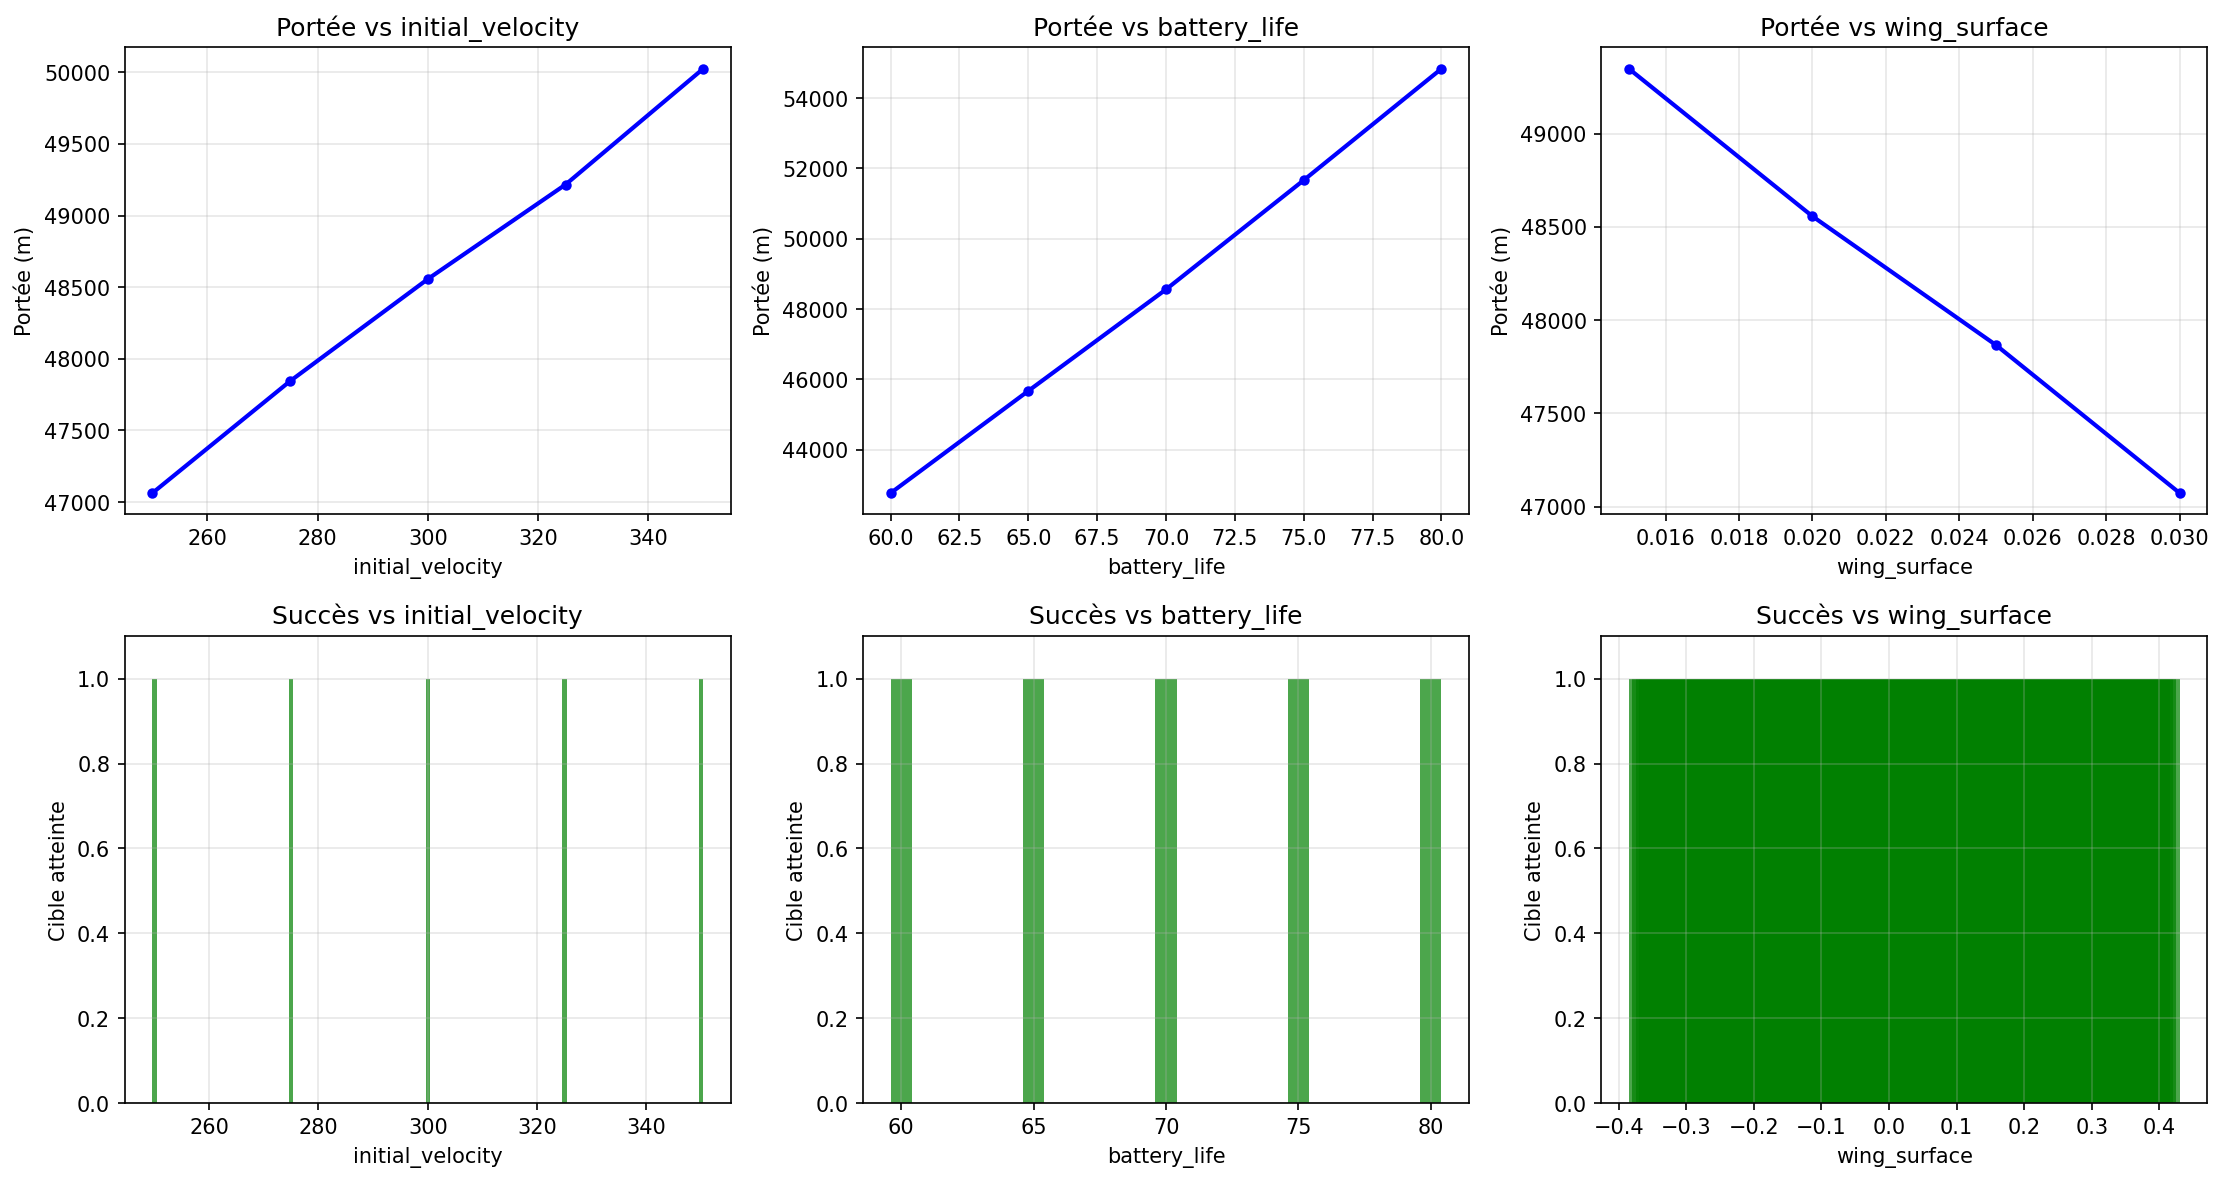 Portée vs initial_velocity
Portée (m)
50000
49500
49000
48500
48000
47500
47000
260 280 300 320 340
initial_velocity
Portée vs battery_life
Portée (m)
54000
52000
50000
48000
46000
44000
60.0 62.5 65.0 67.5 70.0 72.5 75.0 77.5 80.0
battery_life
Portée vs wing_surface
Portée (m)
49000
48500
48000
47500
47000
0.016 0.018 0.020 0.022 0.024 0.026 0.028 0.030
wing_surface
Succès vs initial_velocity
Cible atteinte
1.0
0.8
0.6
0.4
0.2
0.0
260 280 300 320 340
initial_velocity
Succès vs battery_life
Cible atteinte
1.0
0.8
0.6
0.4
0.2
0.0
60 65 70 75 80
battery_life
Succès vs wing_surface
Cible atteinte
1.0
0.8
0.6
0.4
0.2
0.0
−0.4 −0.3 −0.2 −0.1 0.0 0.1 0.2 0.3 0.4
wing_surface